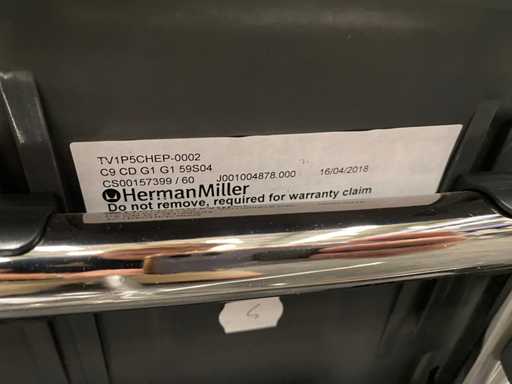 TV1P5CHEP-0002
C9 CD G1 G1 59S04
CS00157399 / 60 J001004878.000 16/04/2018
HermanMiller
Do not remove, required for warranty claim